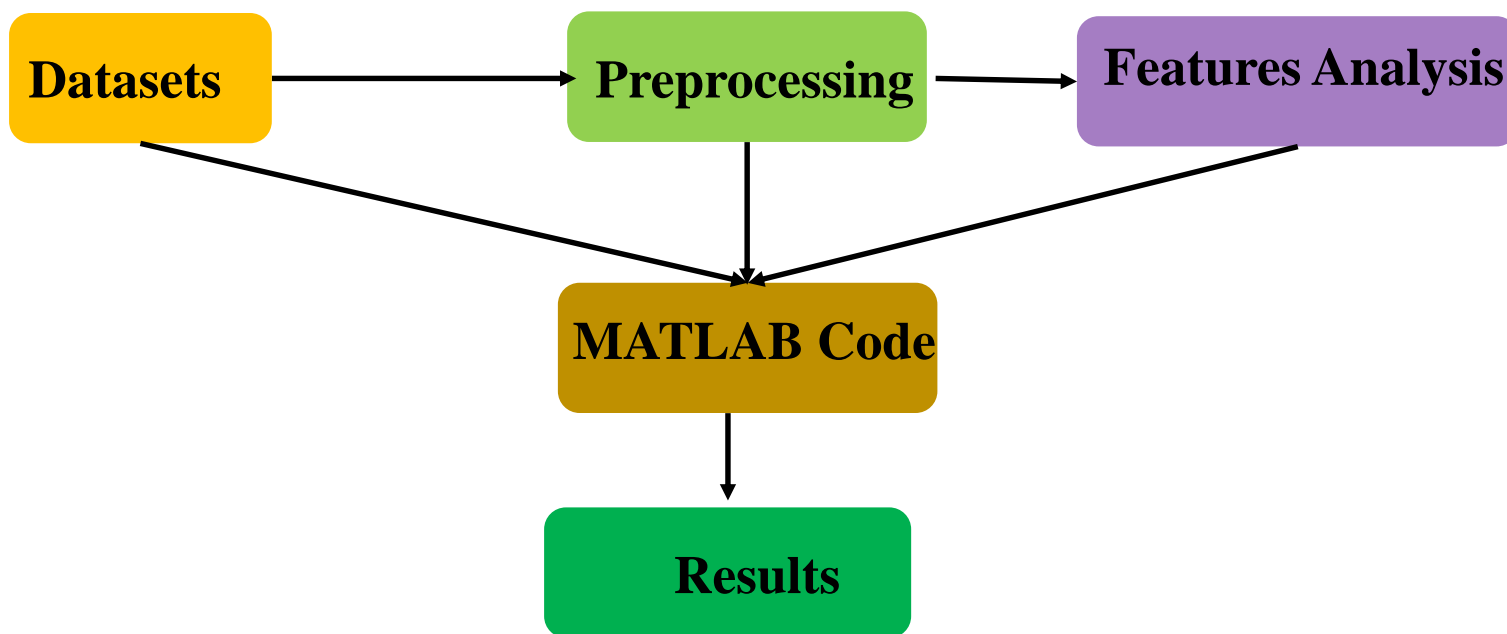 Datasets
Preprocessing
Features Analysis
MATLAB Code
Results